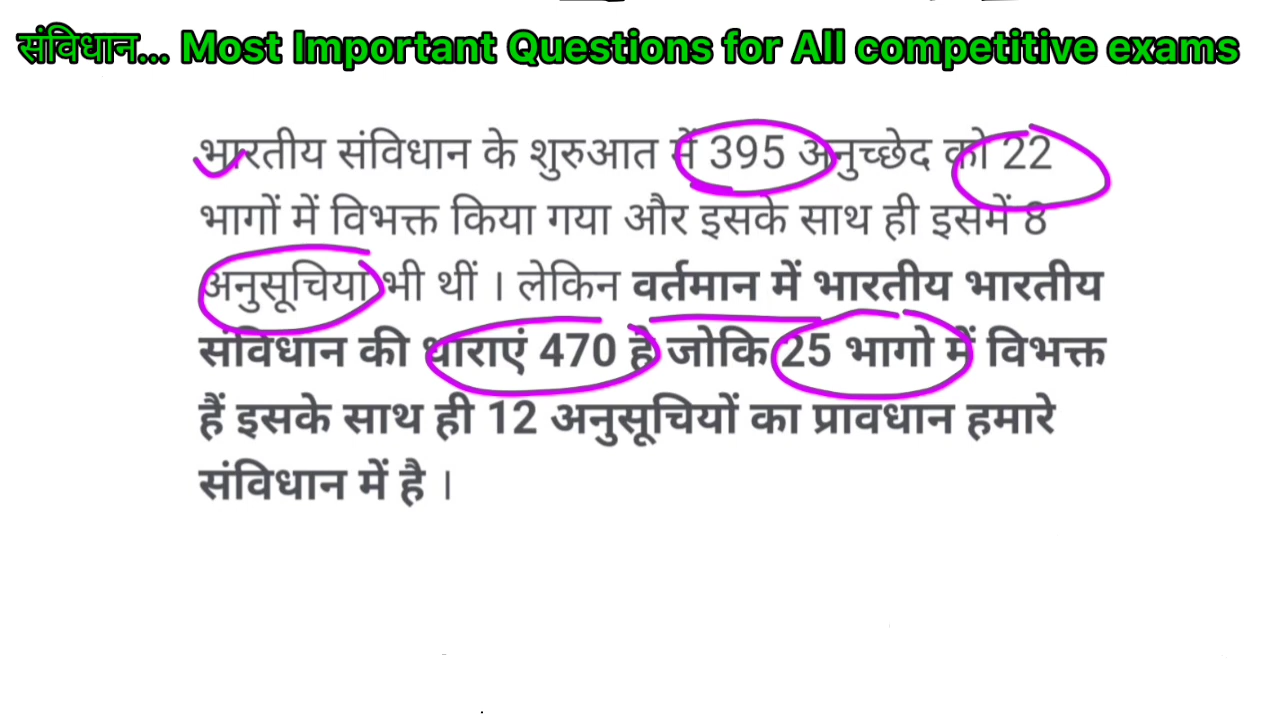 संविधान... Most Important Questions for All competitive exams
भारतीय संविधान के शुरुआत में 395 अनुच्छेद को 22
भागों में विभक्त किया गया और इसके साथ ही इसमें 8
अनुसूचियां भी थीं । लेकिन वर्तमान में भारतीय भारतीय
संविधान की धाराएं 470 है जोकि 25 भागो में विभक्त
हैं इसके साथ ही 12 अनुसूचियों का प्रावधान हमारे
संविधान में है ।